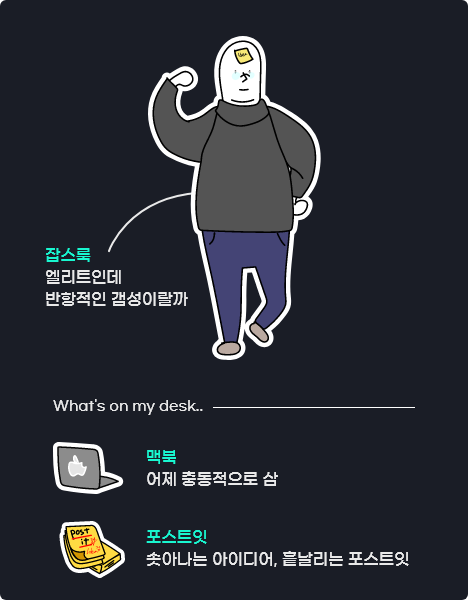 잡스룩
엘리트인데
반항적인 갬성이랄까
What's on my desk..
맥북
어제 충동적으로 삼
post
it
포스트잇
솟아나는 아이디어, 흩날리는 포스트잇